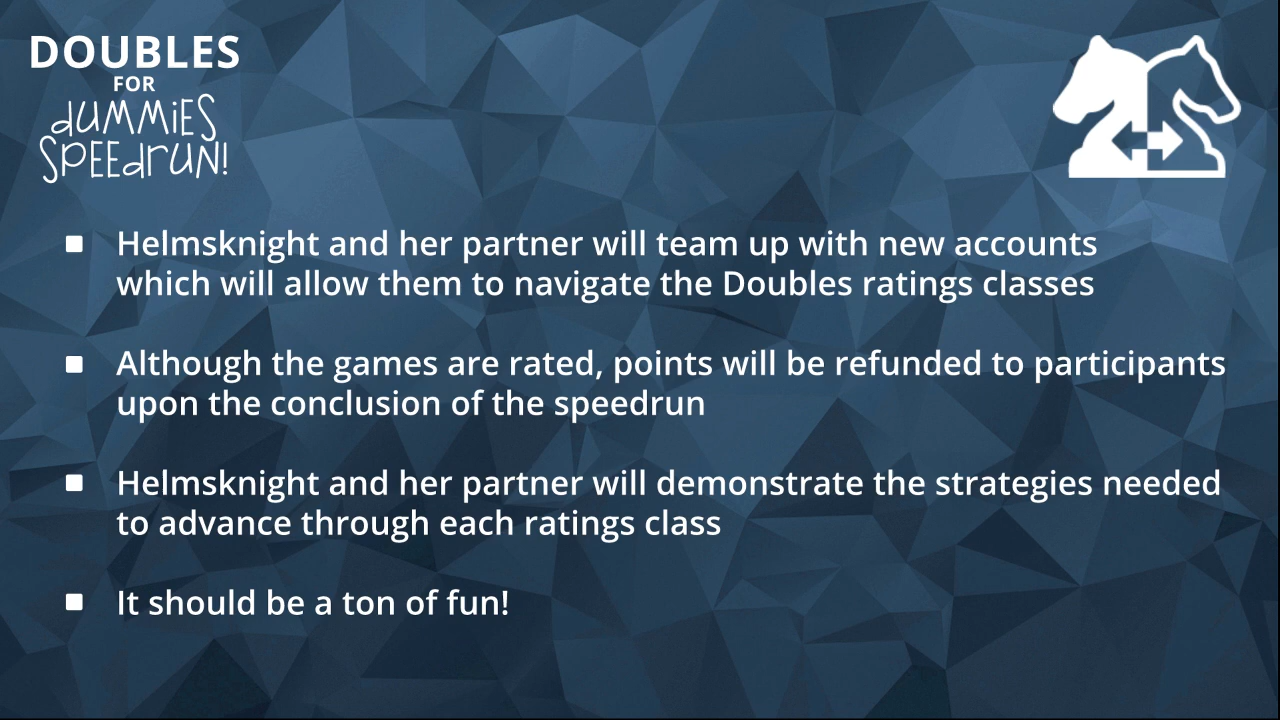 DOUBLES
FOR
dUMMiES
SPEEdrUN!
Helmsknight and her partner will team up with new accounts
which will allow them to navigate the Doubles ratings classes
Although the games are rated, points will be refunded to participants
upon the conclusion of the speedrun
Helmsknight and her partner will demonstrate the strategies needed
to advance through each ratings class
It should be a ton of fun!